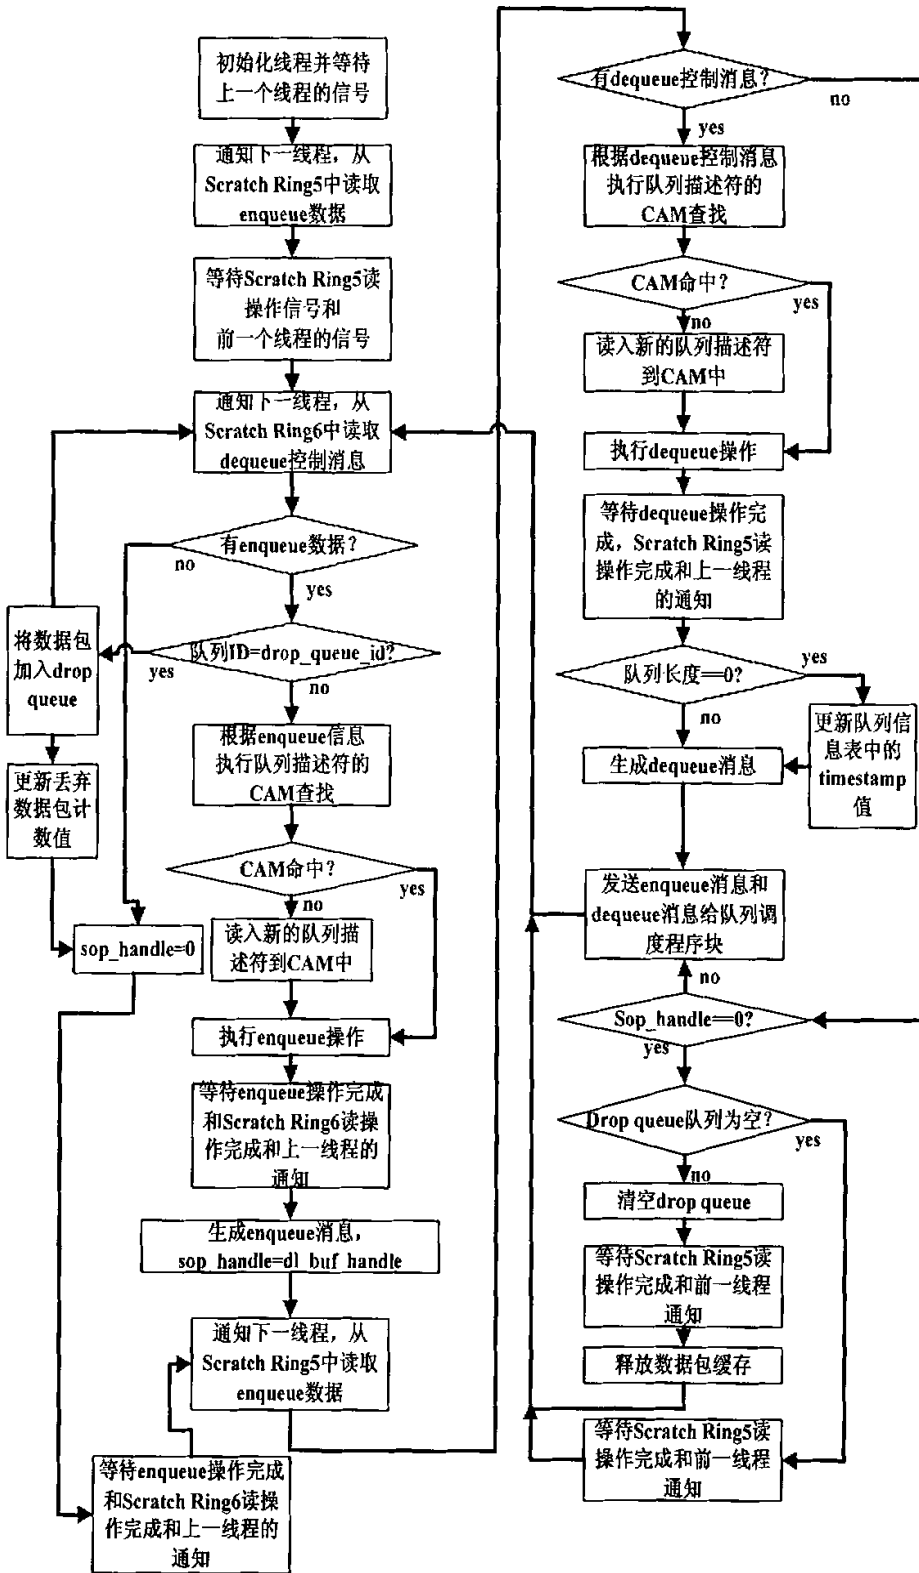 初始化线程并等待
上一个线程的信号
通知下一线程，从
Scratch Ring5中读取
enqueue数据
等待Scratch Ring5读
操作信号和
前一个线程的信号
通知下一线程，从
Scratch Ring6中读取
dequeue控制消息
有enqueue数据？
no
yes
队列ID=drop_queue_id?
yes
no
将数据包
加入drop
queue
更新丢弃
数据包计
数值
根据enqueue信息
执行队列描述符的
CAM查找
CAM命中？
yes
no
读入新的队列描
述符到CAM中
sop_handle=0
执行enqueue操作
等待enqueue操作完成
和Scratch Ring6读操
作完成和上一线程的
通知
生成enqueue消息，
sop_handle=dl_buf_handle
通知下一线程，从
Scratch Ring5中读取
enqueue数据
等待enqueue操作完成
和Scratch Ring6读操
作完成和上一线程的
通知
有dequeue控制消息？
no
yes
根据dequeue控制消息
执行队列描述符的
CAM查找
CAM命中？
yes
no
读入新的队列描述符
到CAM中
执行dequeue操作
等待dequeue操作完
成，Scratch Ring5读
操作完成和上一线程
的通知
队列长度==0?
yes
no
更新队列信
息表中的
timestamp
值
生成dequeue消息
发送enqueue消息和
dequeue消息给队列调
度程序块
no
Sop_handle==0?
yes
Drop queue队列为空？
yes
no
清空drop queue
等待Scratch Ring5读
操作完成和前一线程
通知
释放数据包缓存
等待Scratch Ring5读
操作完成和前一线程
通知